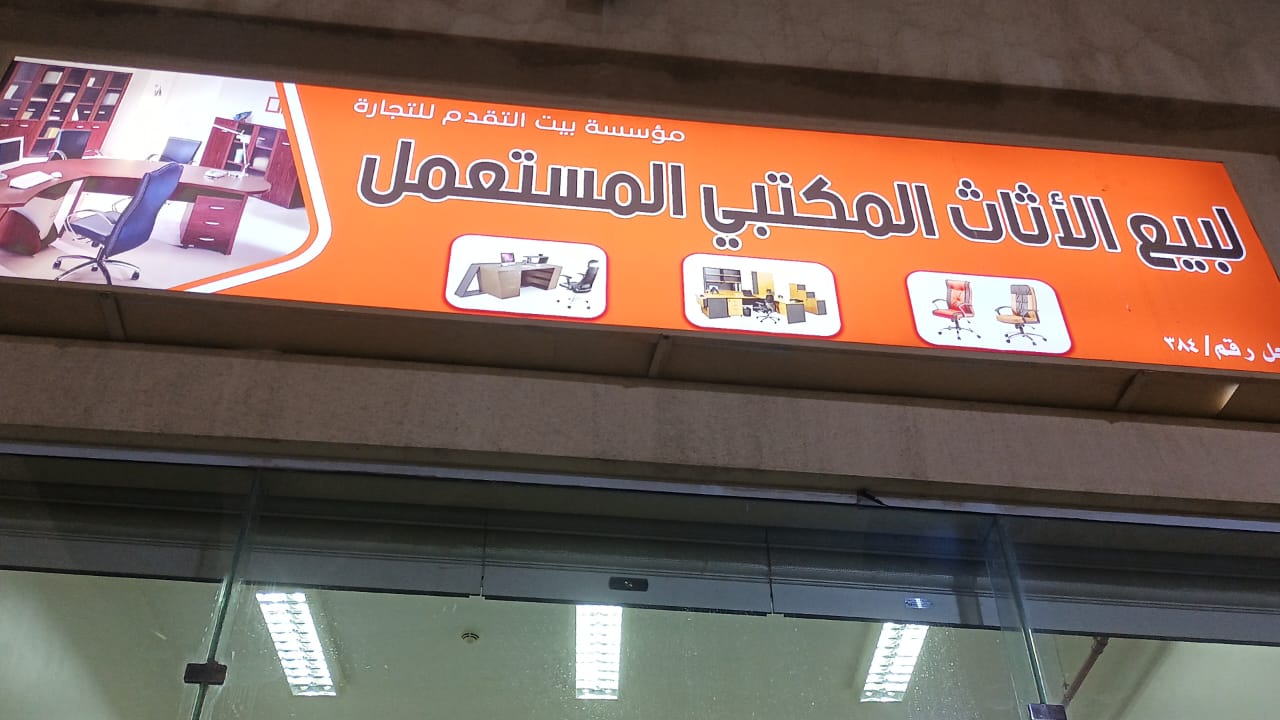 مؤسسة بيت التقدم للتجارة
لبيع الأثاث المكتبي المستعمل
رقم/ ٣٨٤